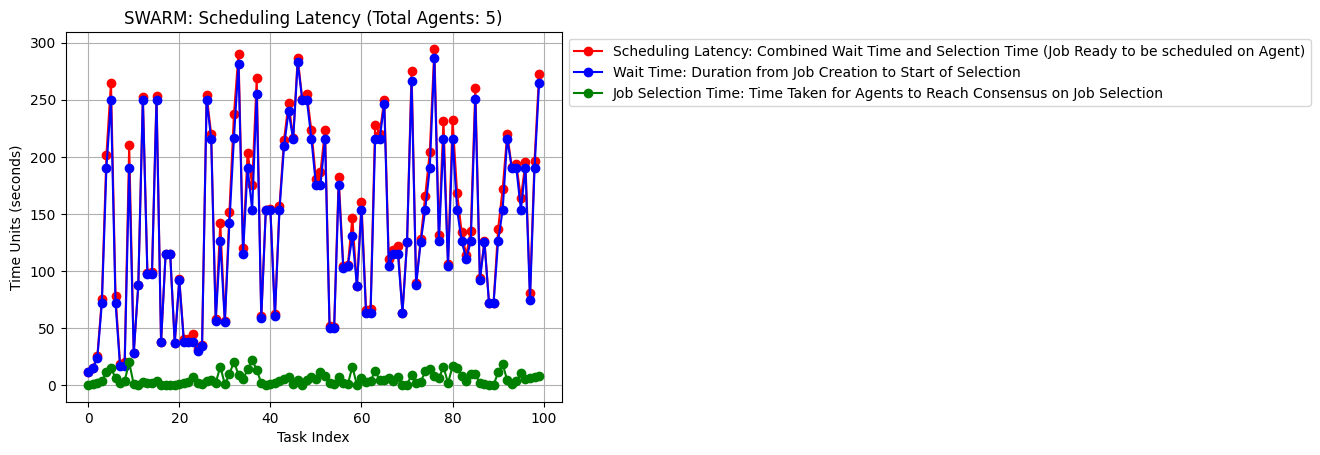 SWARM: Scheduling Latency (Total Agents: 5)
Scheduling Latency: Combined Wait Time and Selection Time (Job Ready to be scheduled on Agent)
Wait Time: Duration from Job Creation to Start of Selection
Job Selection Time: Time Taken for Agents to Reach Consensus on Job Selection
Time Units (seconds)
300
250
200
150
100
50
0
0 20 40 60 80 100
Task Index